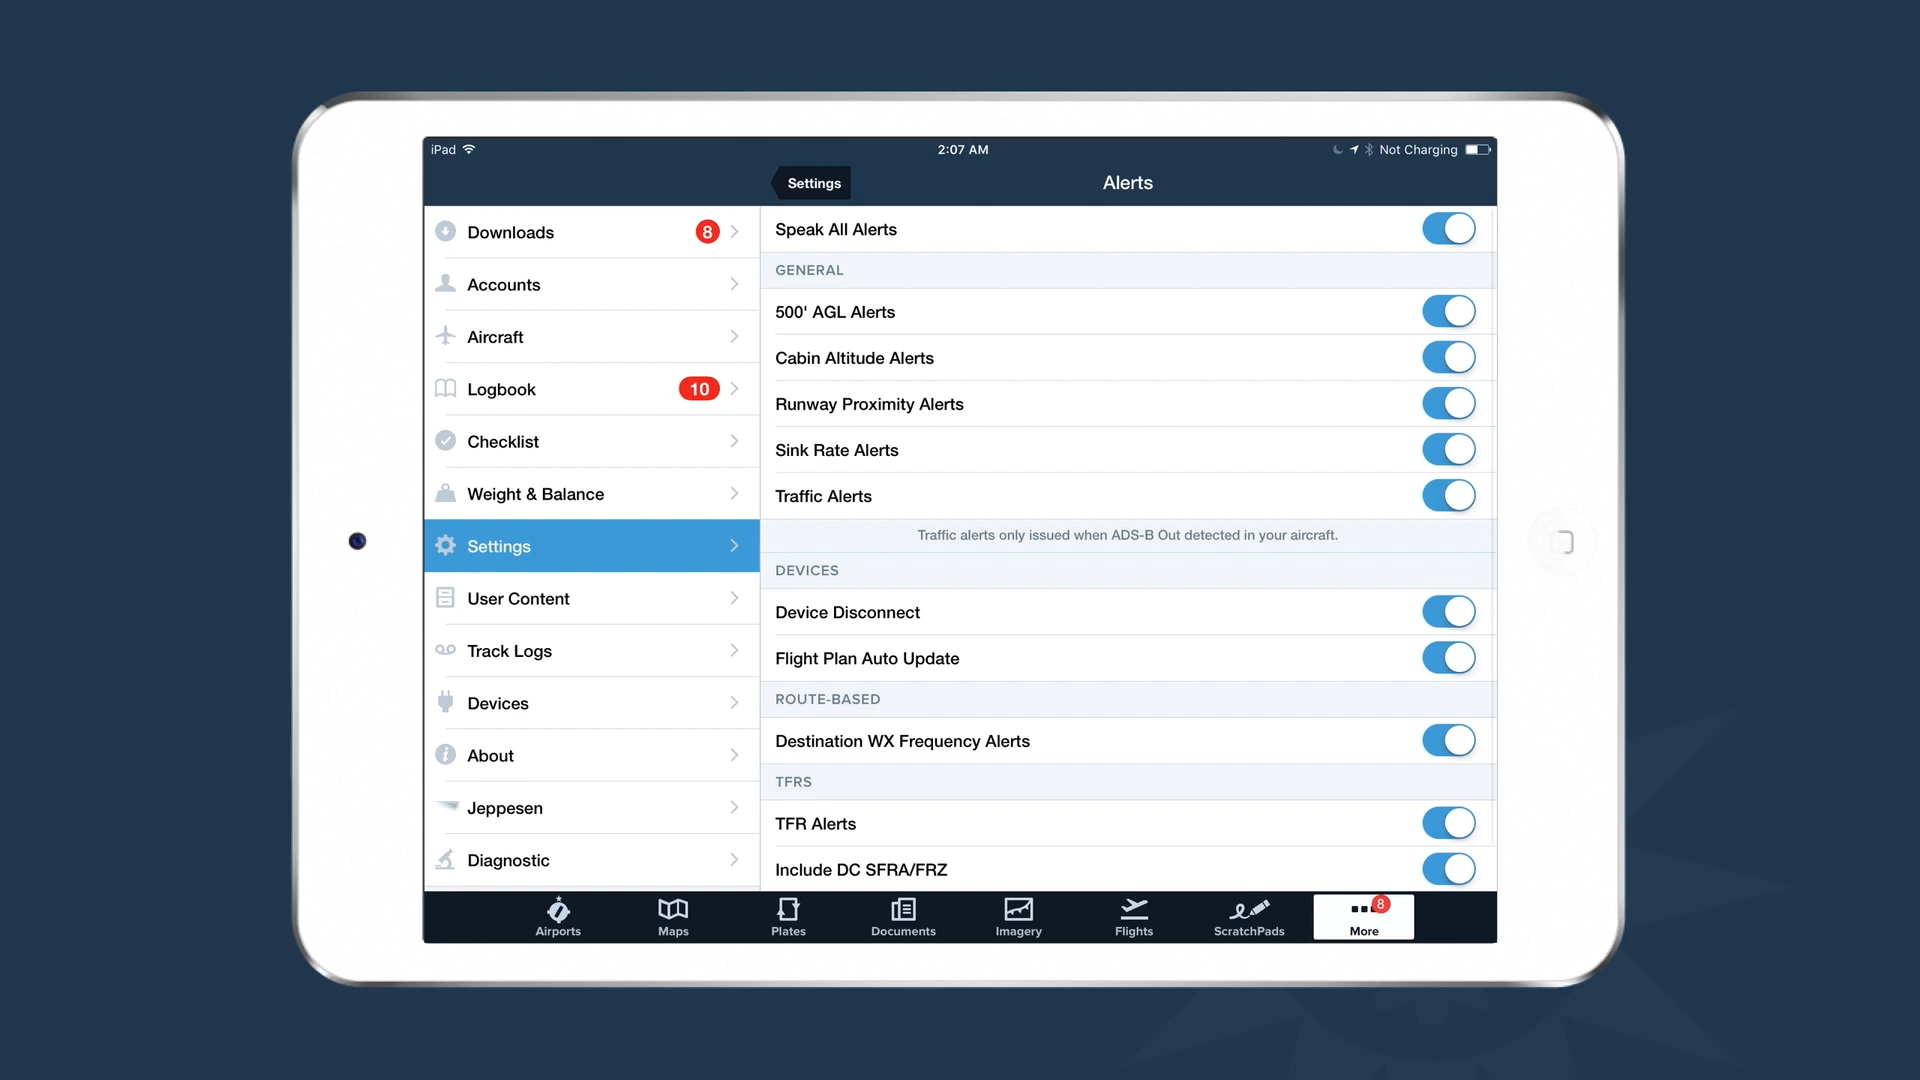 iPad 2:07 AM Not Charging
Settings Alerts
Downloads 8
Accounts
Aircraft
Logbook 10
Checklist
Weight & Balance
Settings
User Content
Track Logs
Devices
About
Jeppesen
Diagnostic
Speak All Alerts
GENERAL
500' AGL Alerts
Cabin Altitude Alerts
Runway Proximity Alerts
Sink Rate Alerts
Traffic Alerts
Traffic alerts only issued when ADS-B Out detected in your aircraft.
DEVICES
Device Disconnect
Flight Plan Auto Update
ROUTE-BASED
Destination WX Frequency Alerts
TFRS
TFR Alerts
Include DC SFRA/FRZ
8
Airports Maps Plates Documents Imagery Flights ScratchPads More